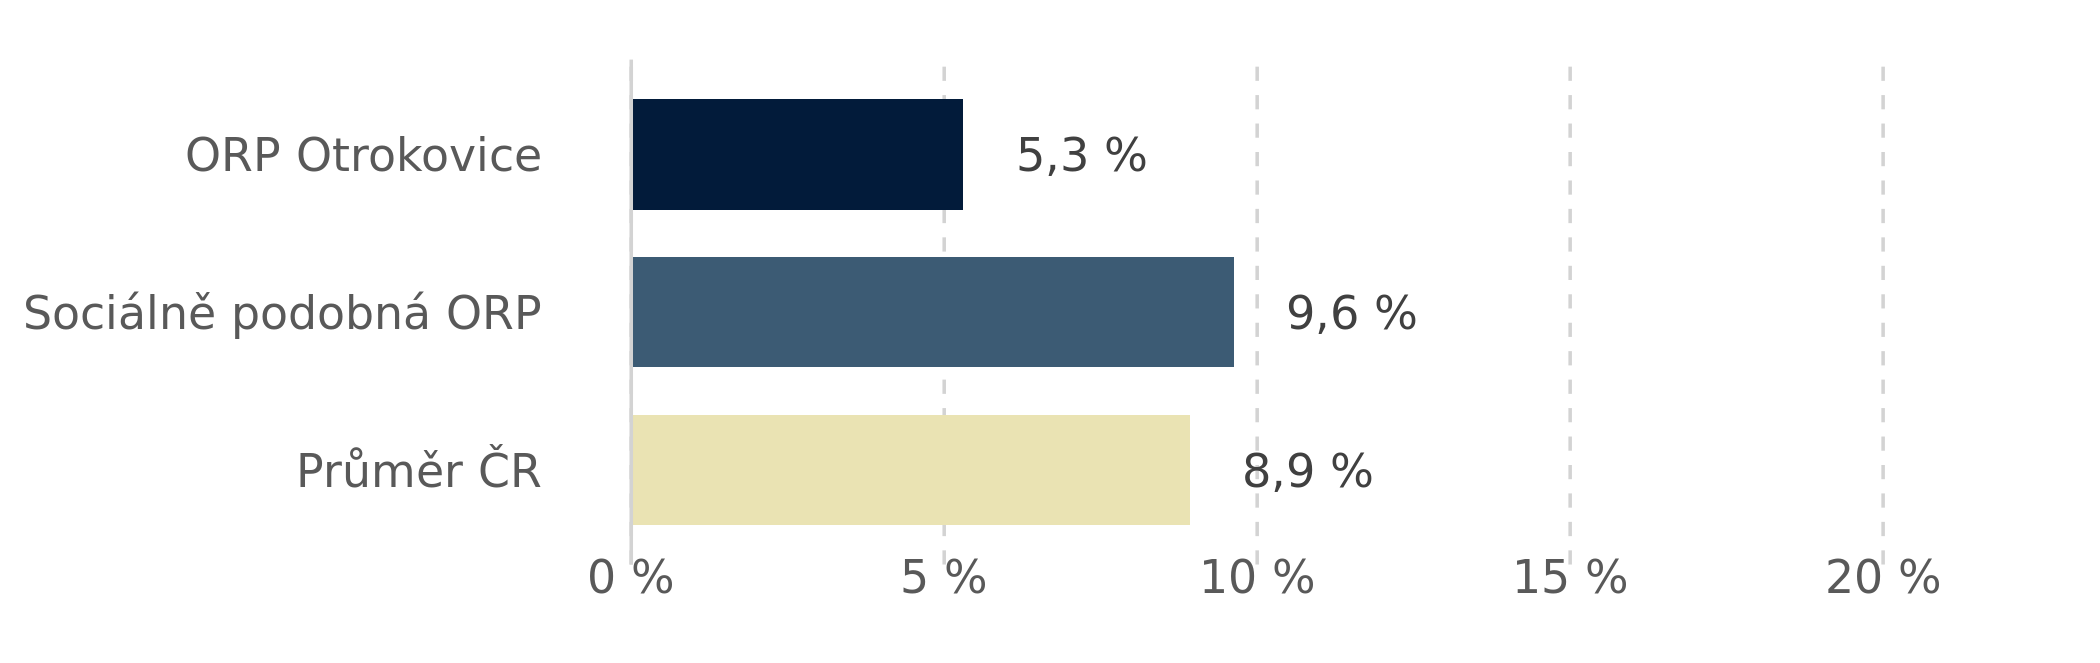 ORP Otrokovice 5,3 %
Sociálně podobná ORP 9,6 %
Průměr ČR 8,9 %
0 % 5 % 10 % 15 % 20 %